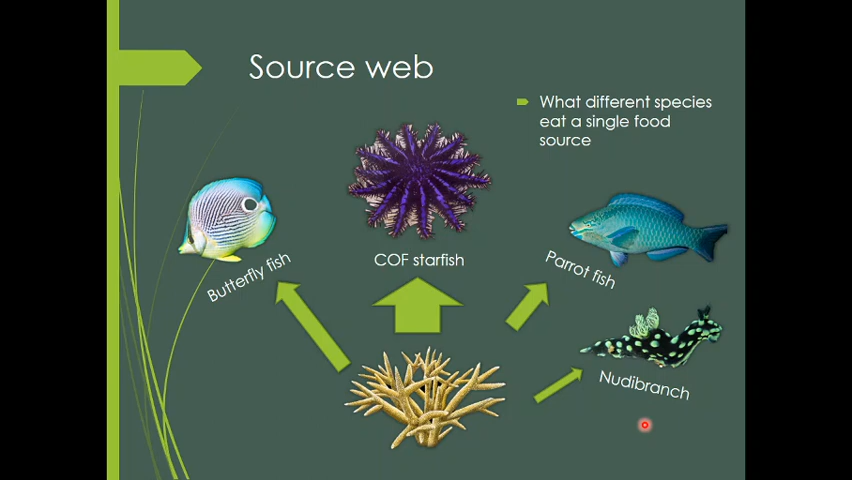 Source web
What different species
eat a single food
source
Butterfly fish
COF starfish
Parrot fish
Nudibranch